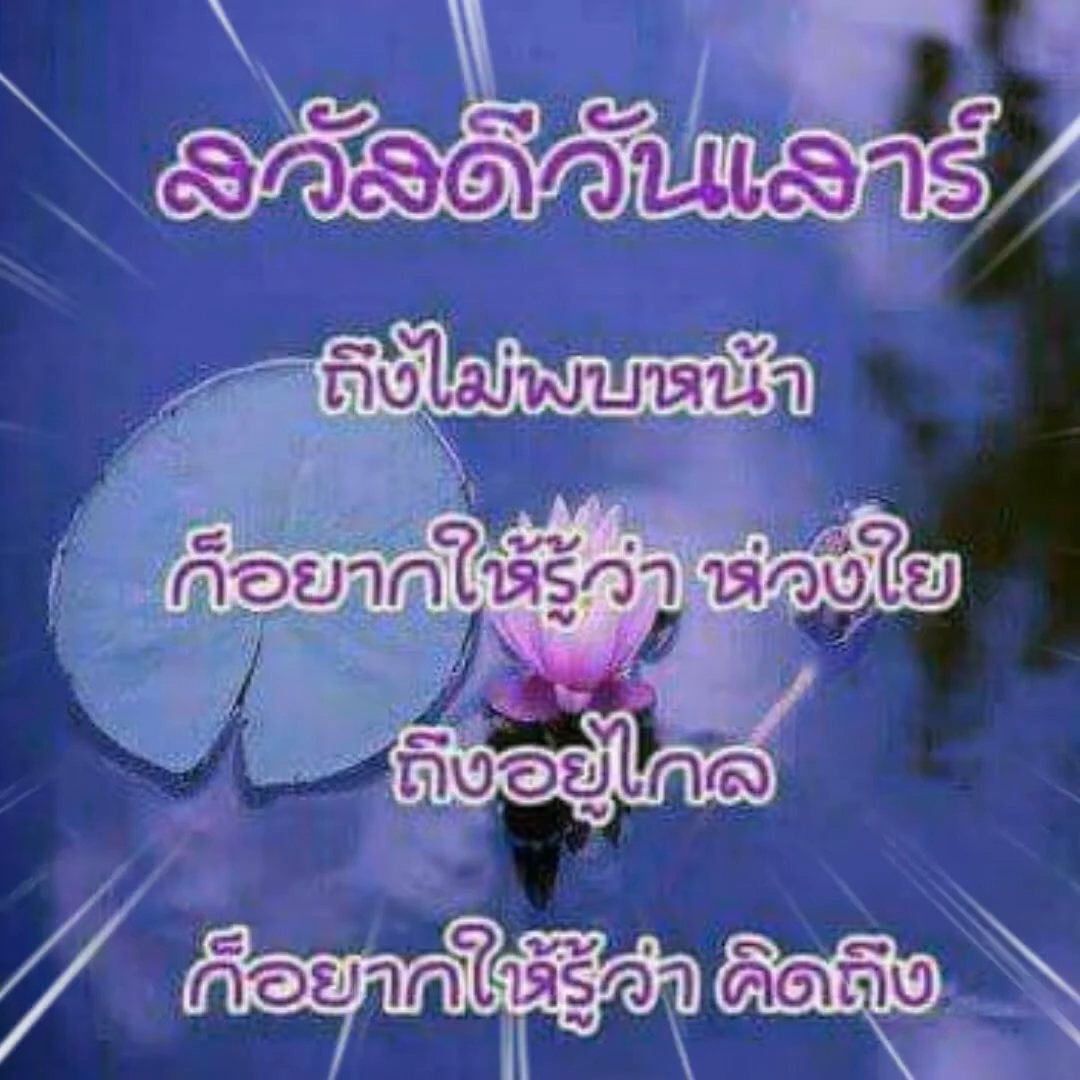 สวัสดีวันเสาร์
ถึงไม่พบหน้า
ก็อยากให้รู้ว่า ห่วงใย
ถึงอยู่ไกล
ก็อยากให้รู้ว่า คิดถึง